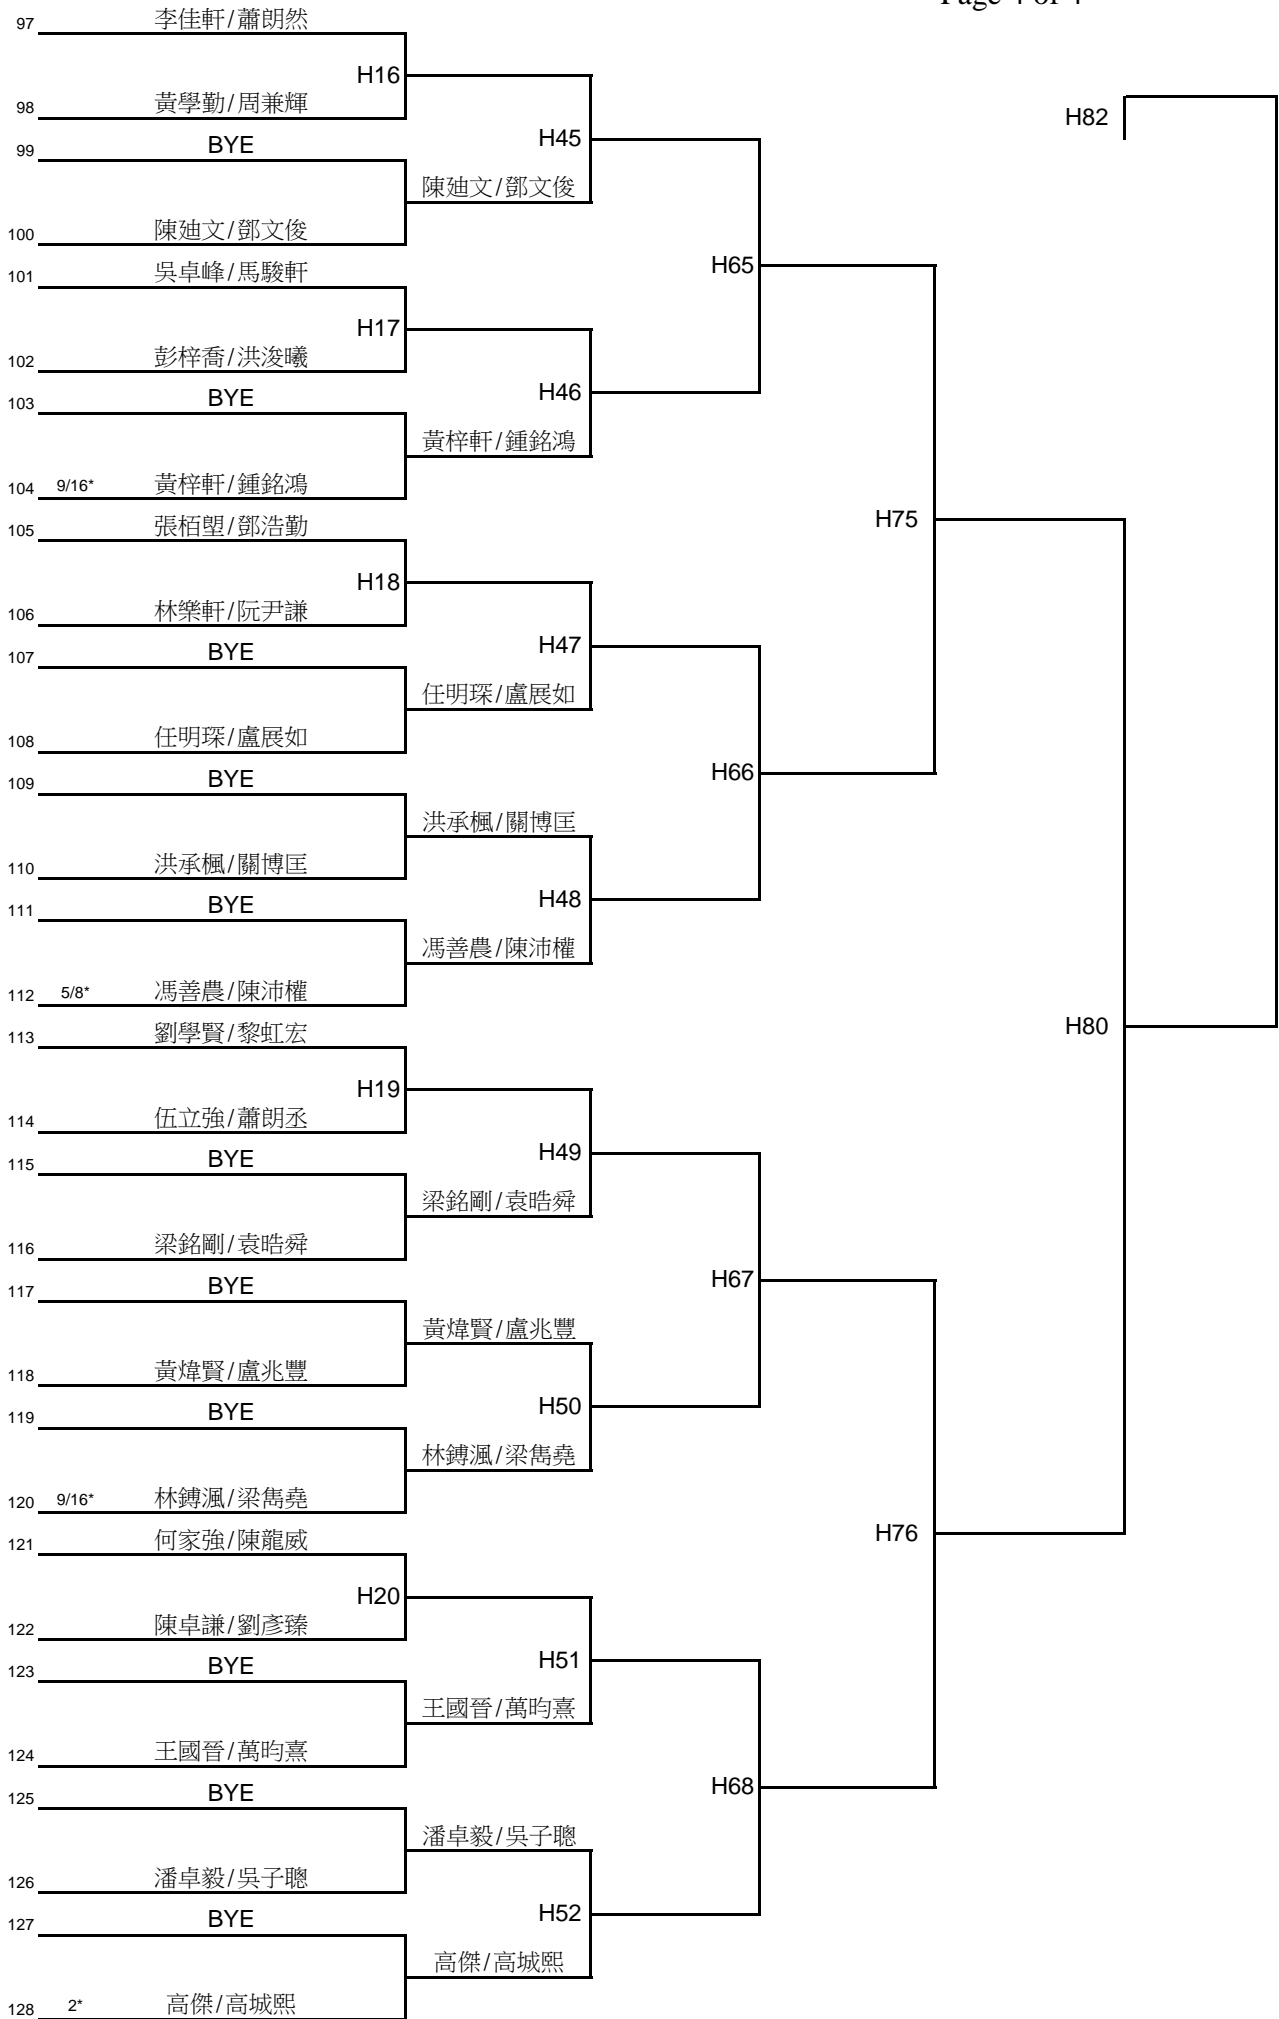 Page 4 of 4
97 李佳軒/蕭朗然
H16
98 黃學勤/周兼輝
H82
99 BYE
H45
陳廸文/鄧文俊
100 陳廸文/鄧文俊
101 吳卓峰/馬駿軒
H65
H17
102 彭梓喬/洪浚曦
103 BYE
H46
黃梓軒/鍾銘鴻
104 9/16* 黃梓軒/鍾銘鴻
105 張栢塱/鄧浩勤
H75
H18
106 林樂軒/阮尹謙
107 BYE
H47
任明琛/盧展如
108 任明琛/盧展如
109 BYE
H66
洪承楓/關博匡
110 洪承楓/關博匡
111 BYE
H48
馮善農/陳沛權
112 5/8* 馮善農/陳沛權
113 劉學賢/黎虹宏
H80
H19
114 伍立強/蕭朗丞
115 BYE
H49
梁銘剛/袁晧舜
116 梁銘剛/袁晧舜
117 BYE
H67
黃煒賢/盧兆豐
118 黃煒賢/盧兆豐
119 BYE
H50
林鎛渢/梁雋堯
120 9/16* 林鎛渢/梁雋堯
121 何家強/陳龍威
H76
H20
122 陳卓謙/劉彥臻
123 BYE
H51
王國晉/萬昀熹
124 王國晉/萬昀熹
125 BYE
H68
潘卓毅/吳子聰
126 潘卓毅/吳子聰
127 BYE
H52
高傑/高城熙
128 2* 高傑/高城熙